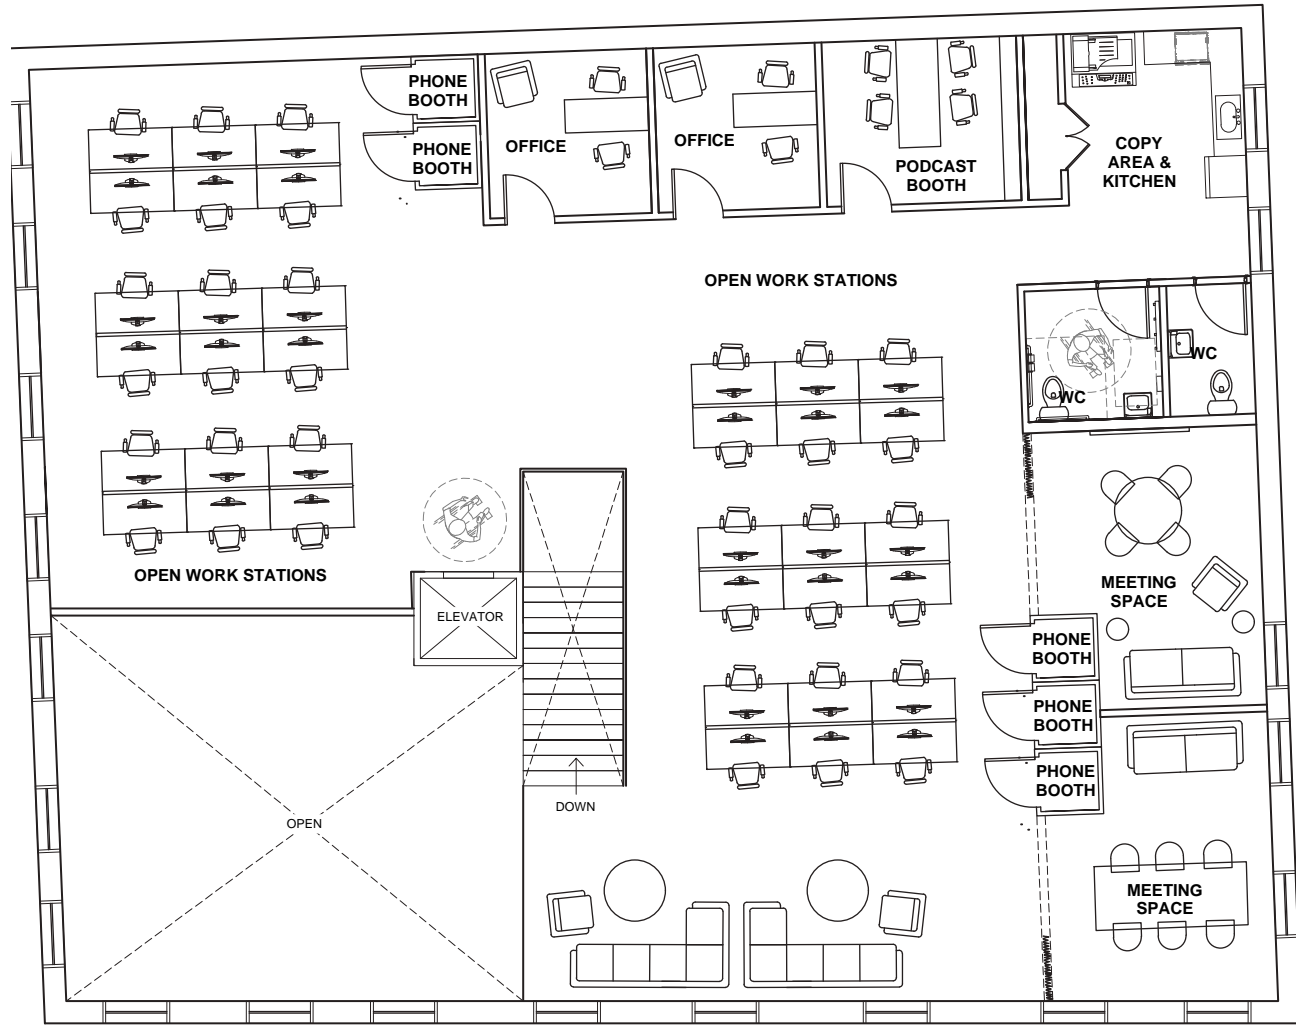 PHONE
BOOTH
PHONE
BOOTH
OFFICE
OFFICE
PODCAST
BOOTH
COPY
AREA &
KITCHEN
OPEN WORK STATIONS
WC
WC
OPEN WORK STATIONS
ELEVATOR
MEETING
SPACE
PHONE
BOOTH
PHONE
BOOTH
PHONE
BOOTH
DOWN
OPEN
MEETING
SPACE